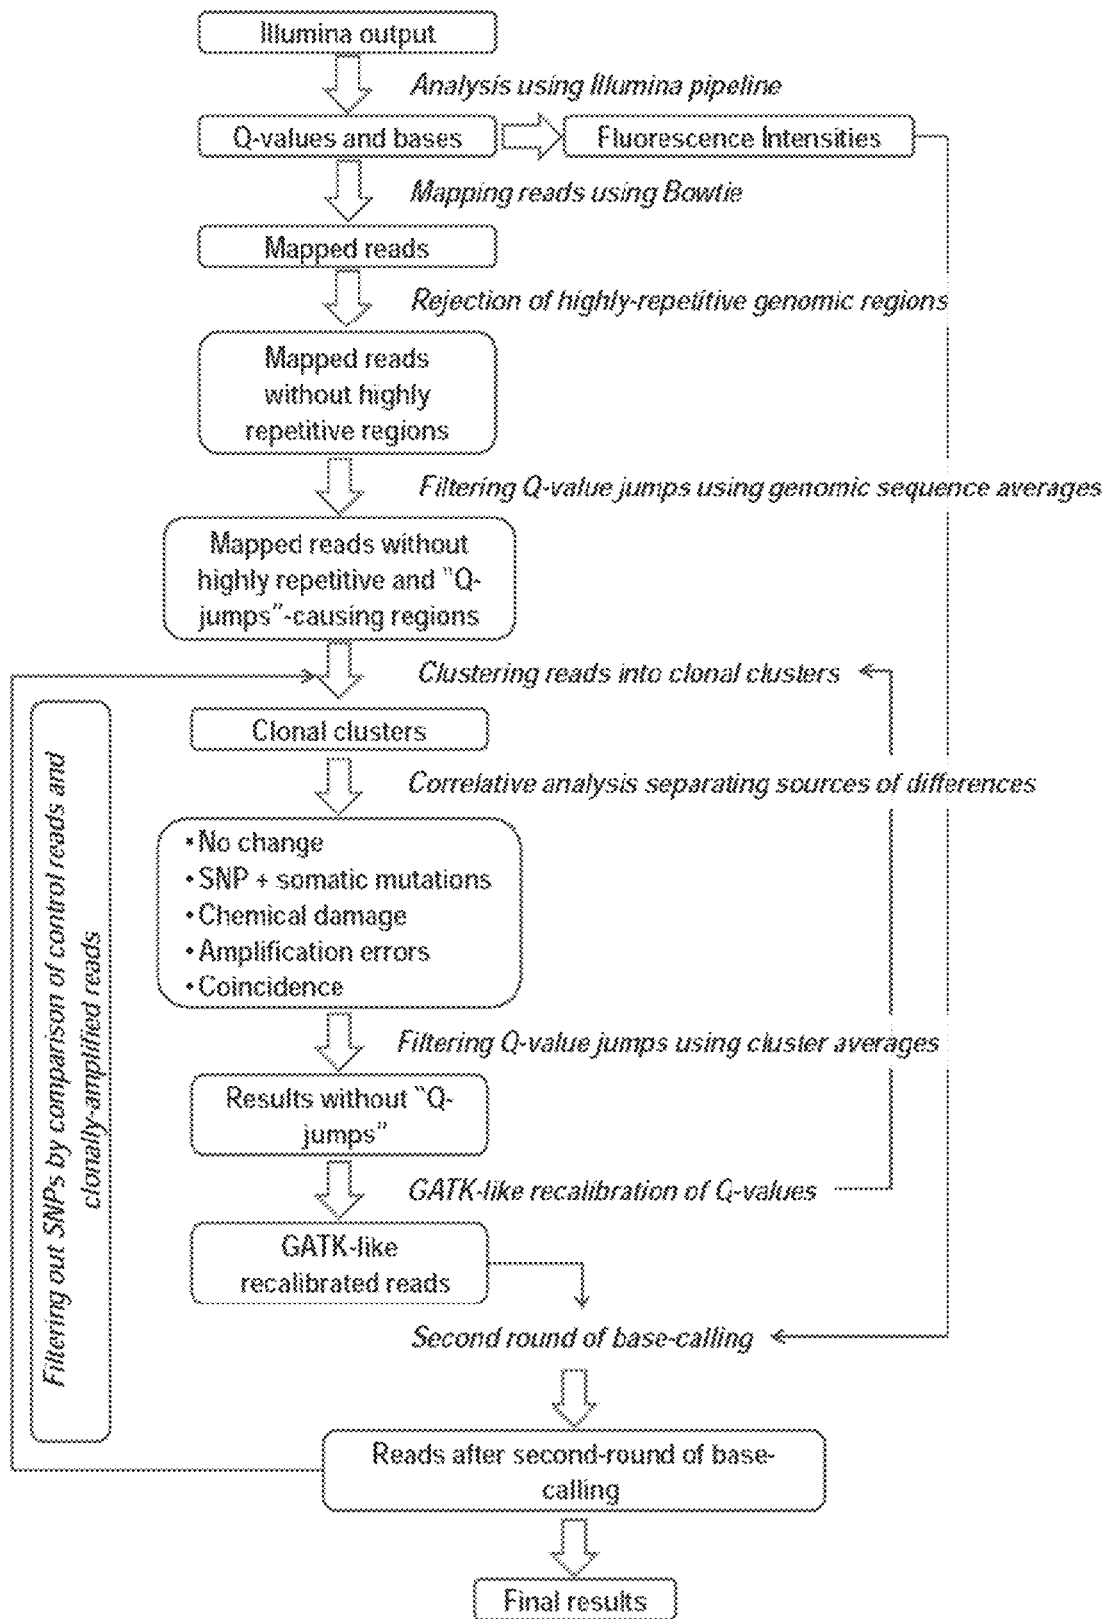 Illumina output
Analysis using Illumina pipeline
Q-values and bases
Fluorescence Intensities
Mapping reads using Bowtie
Mapped reads
Rejection of highly-repetitive genomic regions
Mapped reads
without highly
repetitive regions
Filtering Q-value jumps using genomic sequence averages
Mapped reads without
highly repetitive and "Q-
jumps"-causing regions
Clustering reads into clonal clusters
Clonal clusters
Correlative analysis separating sources of differences
• No change
• SNP + somatic mutations
• Chemical damage
• Amplification errors
• Coincidence
Filtering Q-value jumps using cluster averages
Results without "Q-
jumps"
GATK-like recalibration of Q-values
GATK-like
recalibrated reads
Second round of base-calling
Reads after second-round of base-
calling
Final results
Filtering out SNPs by comparison of control reads and
clonally-amplified reads